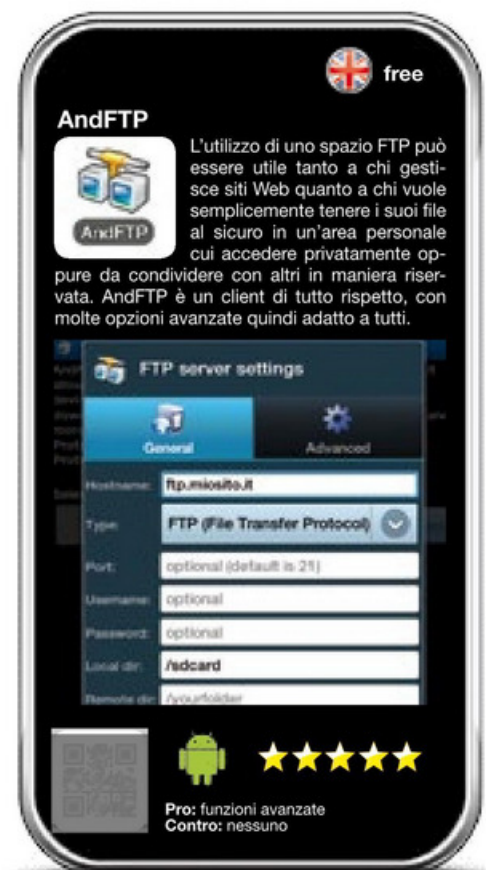 free
AndFTP
AndFTP
L'utilizzo di uno spazio FTP può
essere utile tanto a chi gesti-
sce siti Web quanto a chi vuole
semplicemente tenere i suoi file
al sicuro in un'area personale
cui accedere privatamente op-
pure da condividere con altri in maniera riser-
vata. AndFTP è un client di tutto rispetto, con
molte opzioni avanzate quindi adatto a tutti.
FTP server settings
General
Advanced
Hostname: ftp.miosito.it
Type: FTP (File Transfer Protocol)
Port: optional (default is 21)
Username: optional
Password: optional
Local dir: /sdcard
Remote dir: /yourfolder
Pro: funzioni avanzate
Contro: nessuno